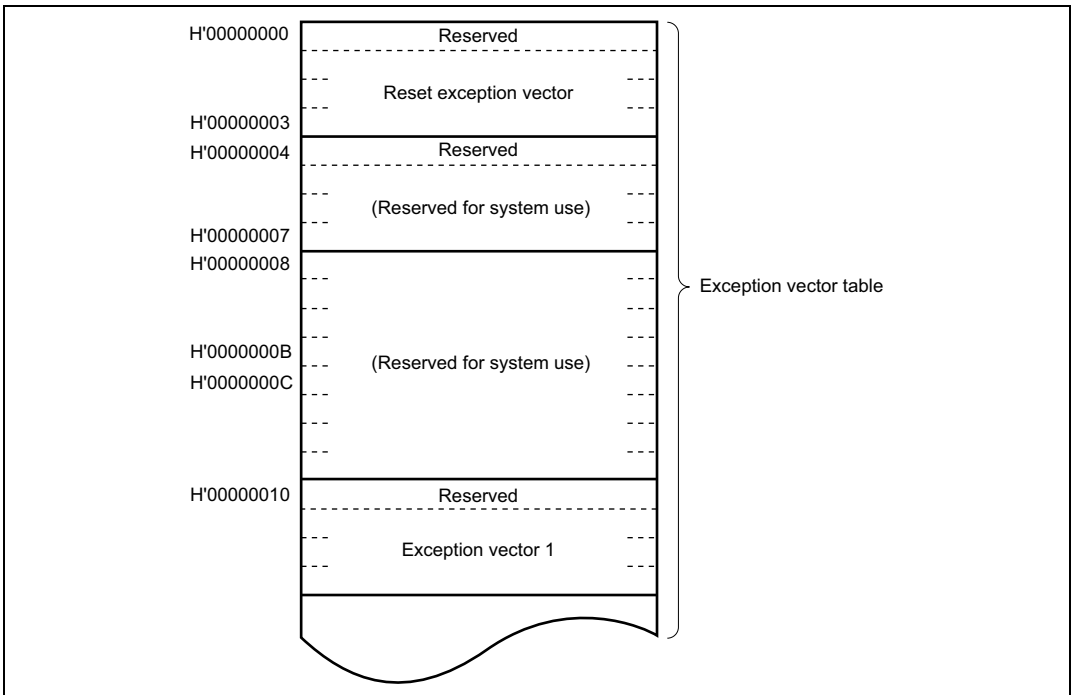 H'00000000 Reserved
Reset exception vector
H'00000003
H'00000004 Reserved
(Reserved for system use)
H'00000007
H'00000008
Exception vector table
H'0000000B
(Reserved for system use)
H'0000000C
H'00000010 Reserved
Exception vector 1